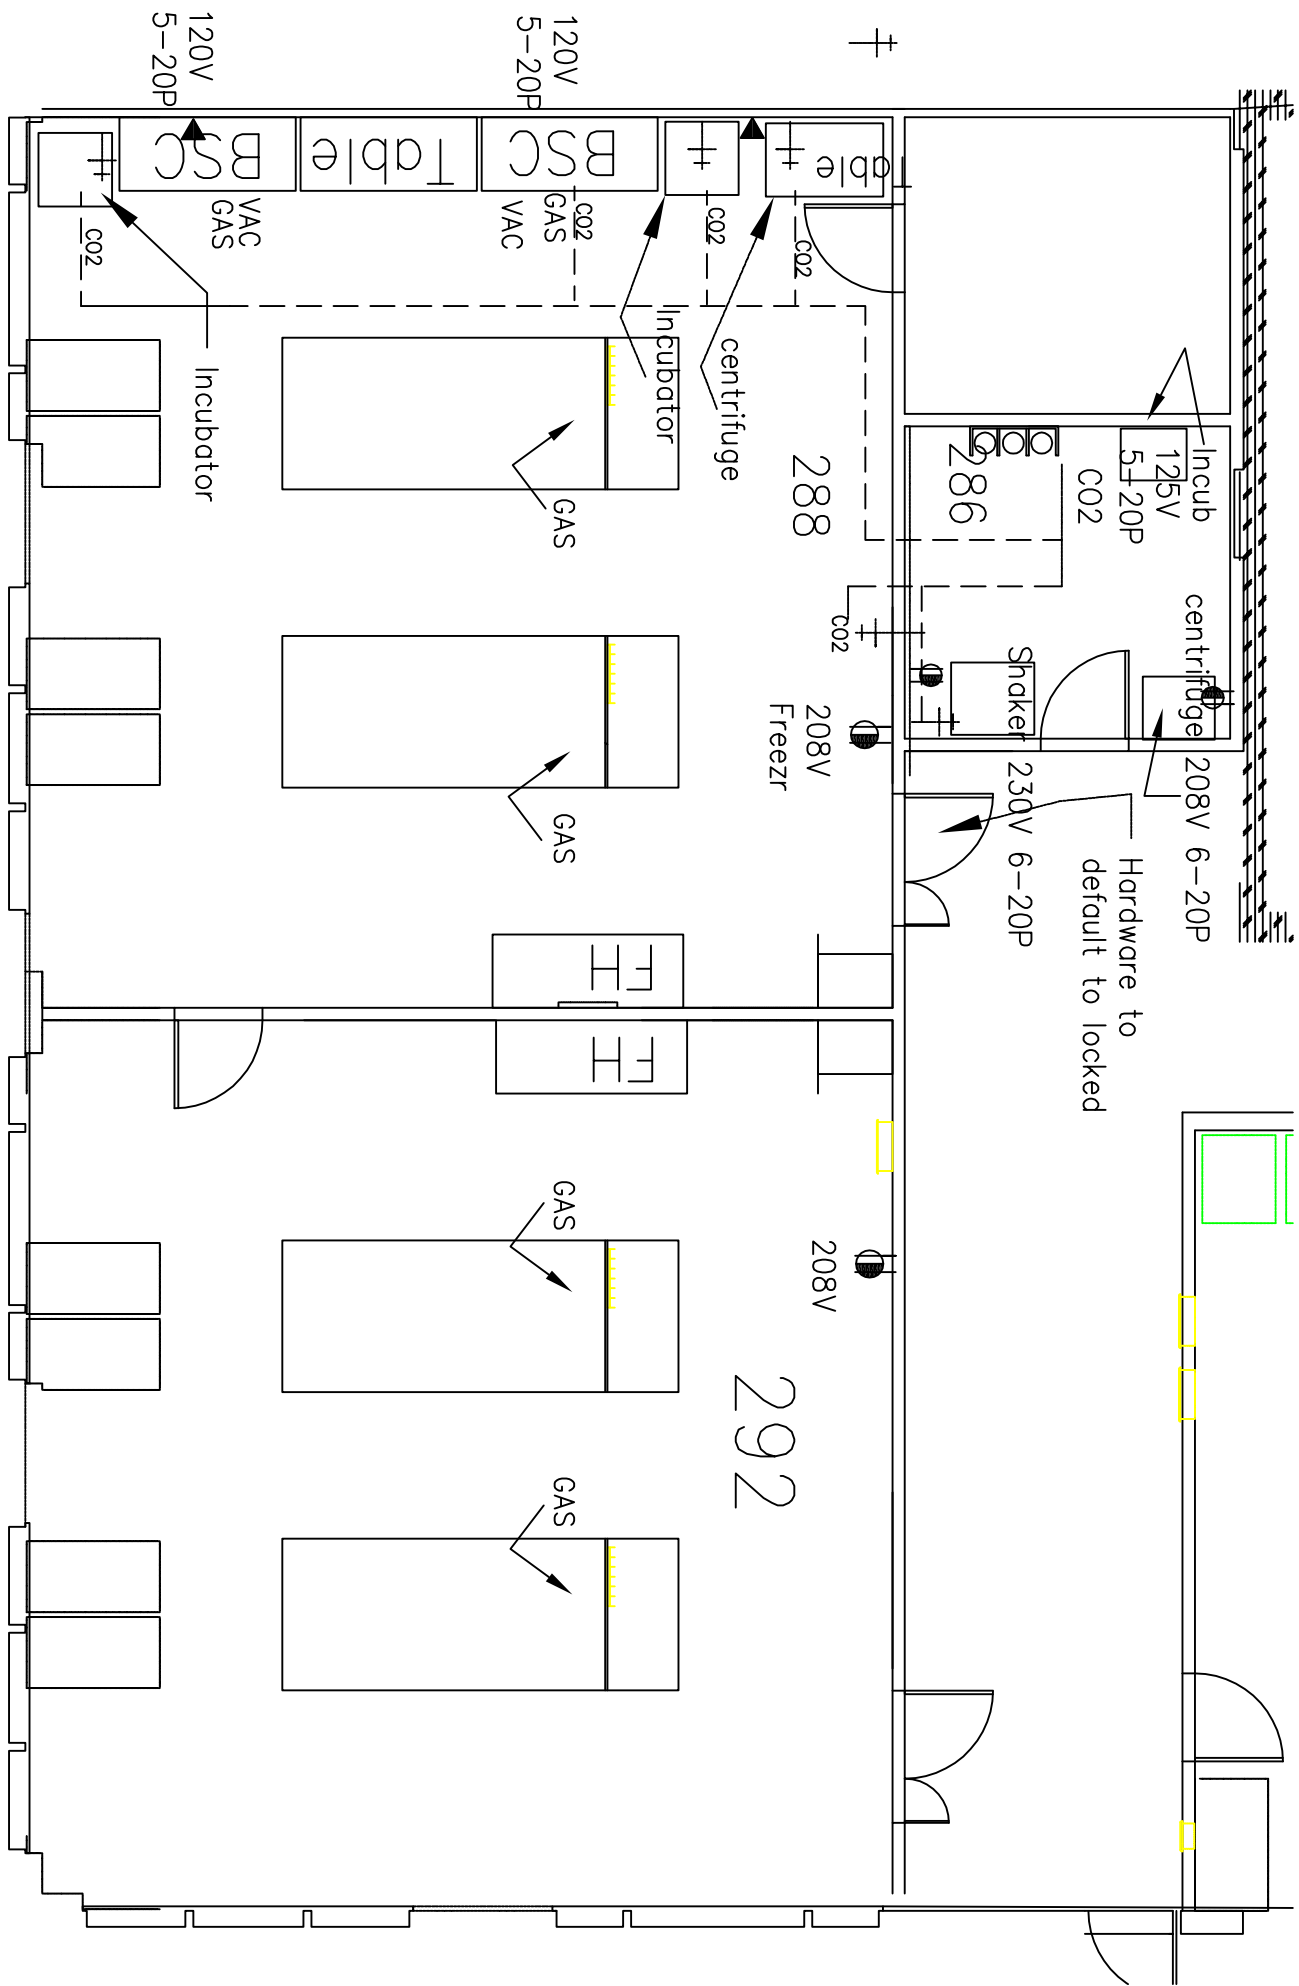 120V
5-20P
BSC
VAC
GAS
CO2
Table
120V
5-20P
BSC
CO2
GAS
VAC
CO2
Table
CO2
Incubator
Incubator
centrifuge
GAS
288
286
Incub
125V
5-20P
CO2
CO2
centrifuge 208V 6-20P
Shaker 230V 6-20P
208V
Freezr
GAS
Hardware to
default to locked
FH
FH
GAS
208V
292
GAS